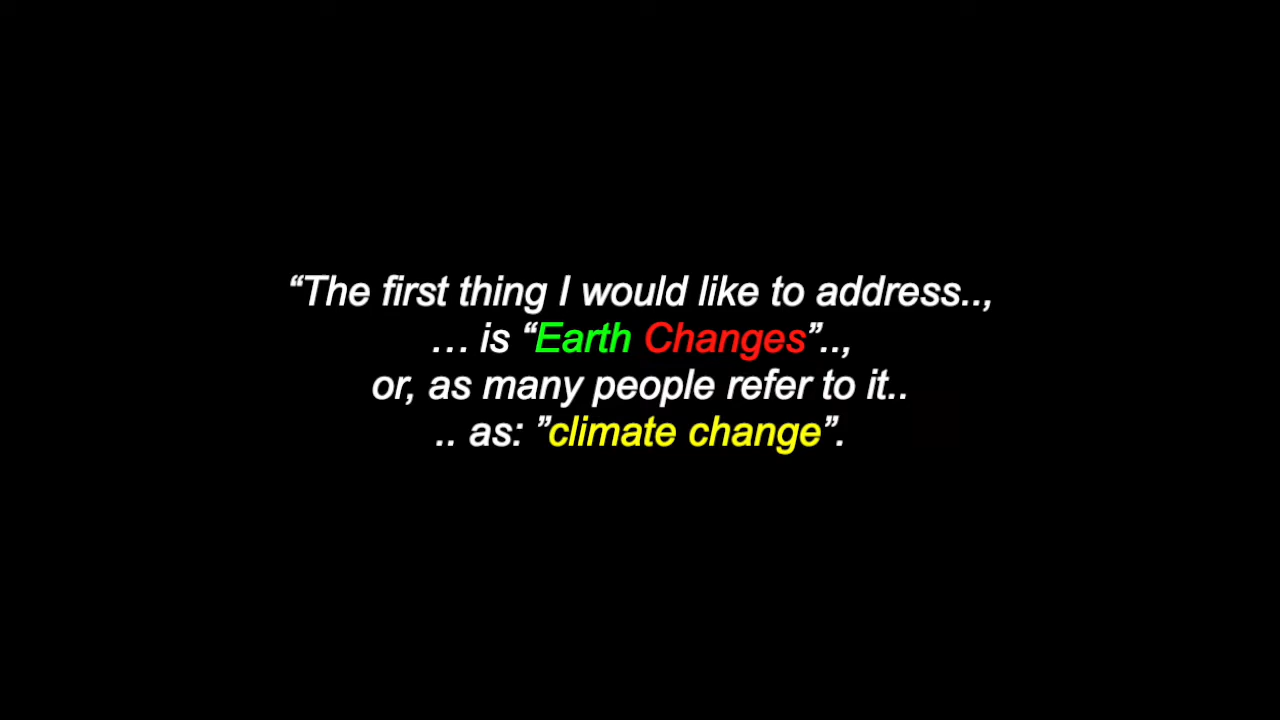 “The first thing I would like to address..,
… is “Earth Changes”..,
or, as many people refer to it..
.. as: ”climate change”.